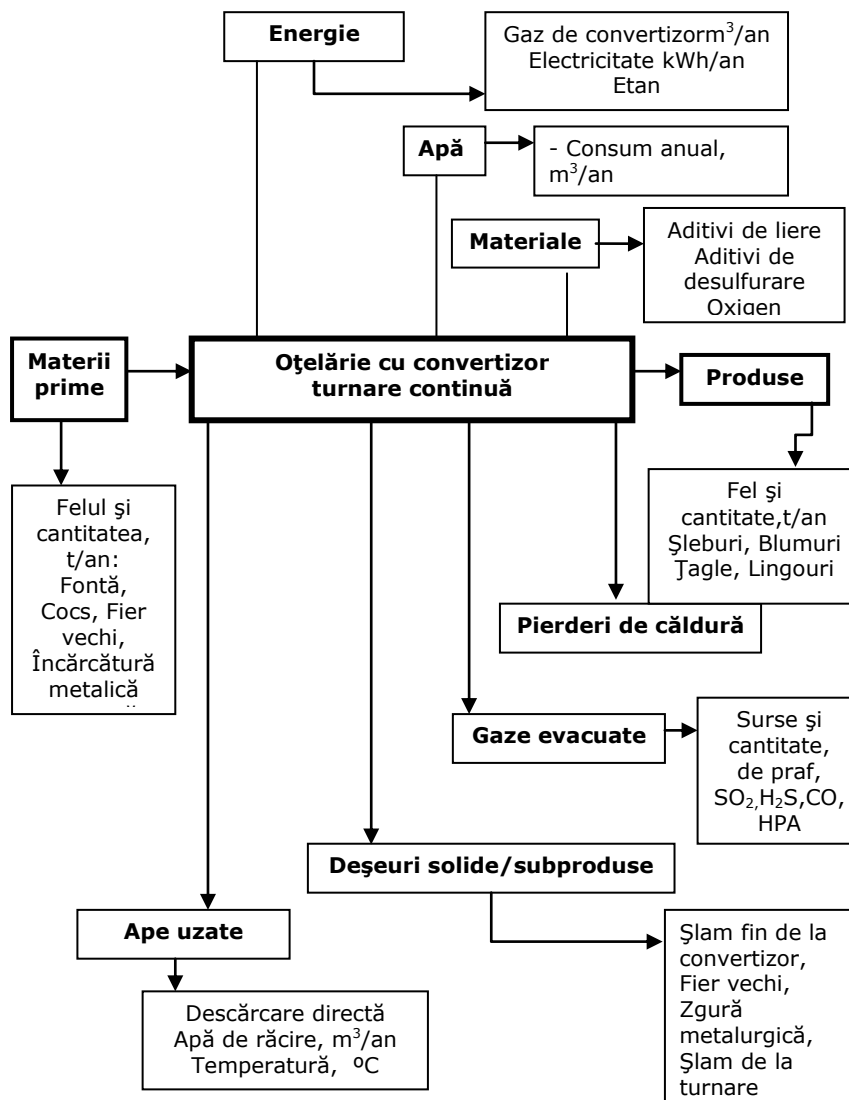 Energie
Gaz de convertizorm³/an
Electricitate kWh/an
Etan
Apă
- Consum anual,
m³/an
Materiale
Aditivi de liere
Aditivi de
desulfurare
Oxigen
Materii
prime
Oţelărie cu convertizor
turnare continuă
Produse
Felul şi
cantitatea,
t/an:
Fontă,
Cocs, Fier
vechi,
Încărcătură
metalică
Fel şi
cantitate,t/an
Şleburi, Blumuri
Ţagle, Lingouri
Pierderi de căldură
Gaze evacuate
Surse şi
cantitate,
de praf,
SO₂,H₂S,CO,
HPA
Deşeuri solide/subproduse
Ape uzate
Şlam fin de la
convertizor,
Fier vechi,
Zgură
metalurgică,
Şlam de la
turnare
Descărcare directă
Apă de răcire, m³/an
Temperatură, ºC